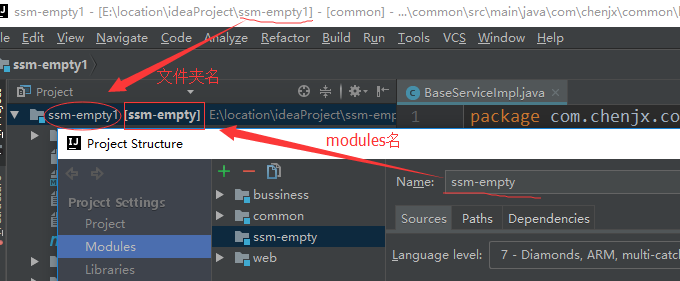 ssm-empty1 - [E:\location\ideaProject\ssm-empty1] - [common] - ...\common\src\main\java\com\chenjx\common\
File Edit View Navigate Code Analyze Refactor Build Run Tools VCS Window Help
ssm-empty1
文件夹名
Project
BaseServiceImpl.java
ssm-empty1 [ssm-empty] E:\location\ideaProject\ssm-emp
1 package com.chenjx.co
modules名
Project Structure
Name: ssm-empty
Project Settings
Project
Modules
Libraries
bussiness
common
ssm-empty
web
Sources Paths Dependencies
Language level: 7 - Diamonds, ARM, multi-catch